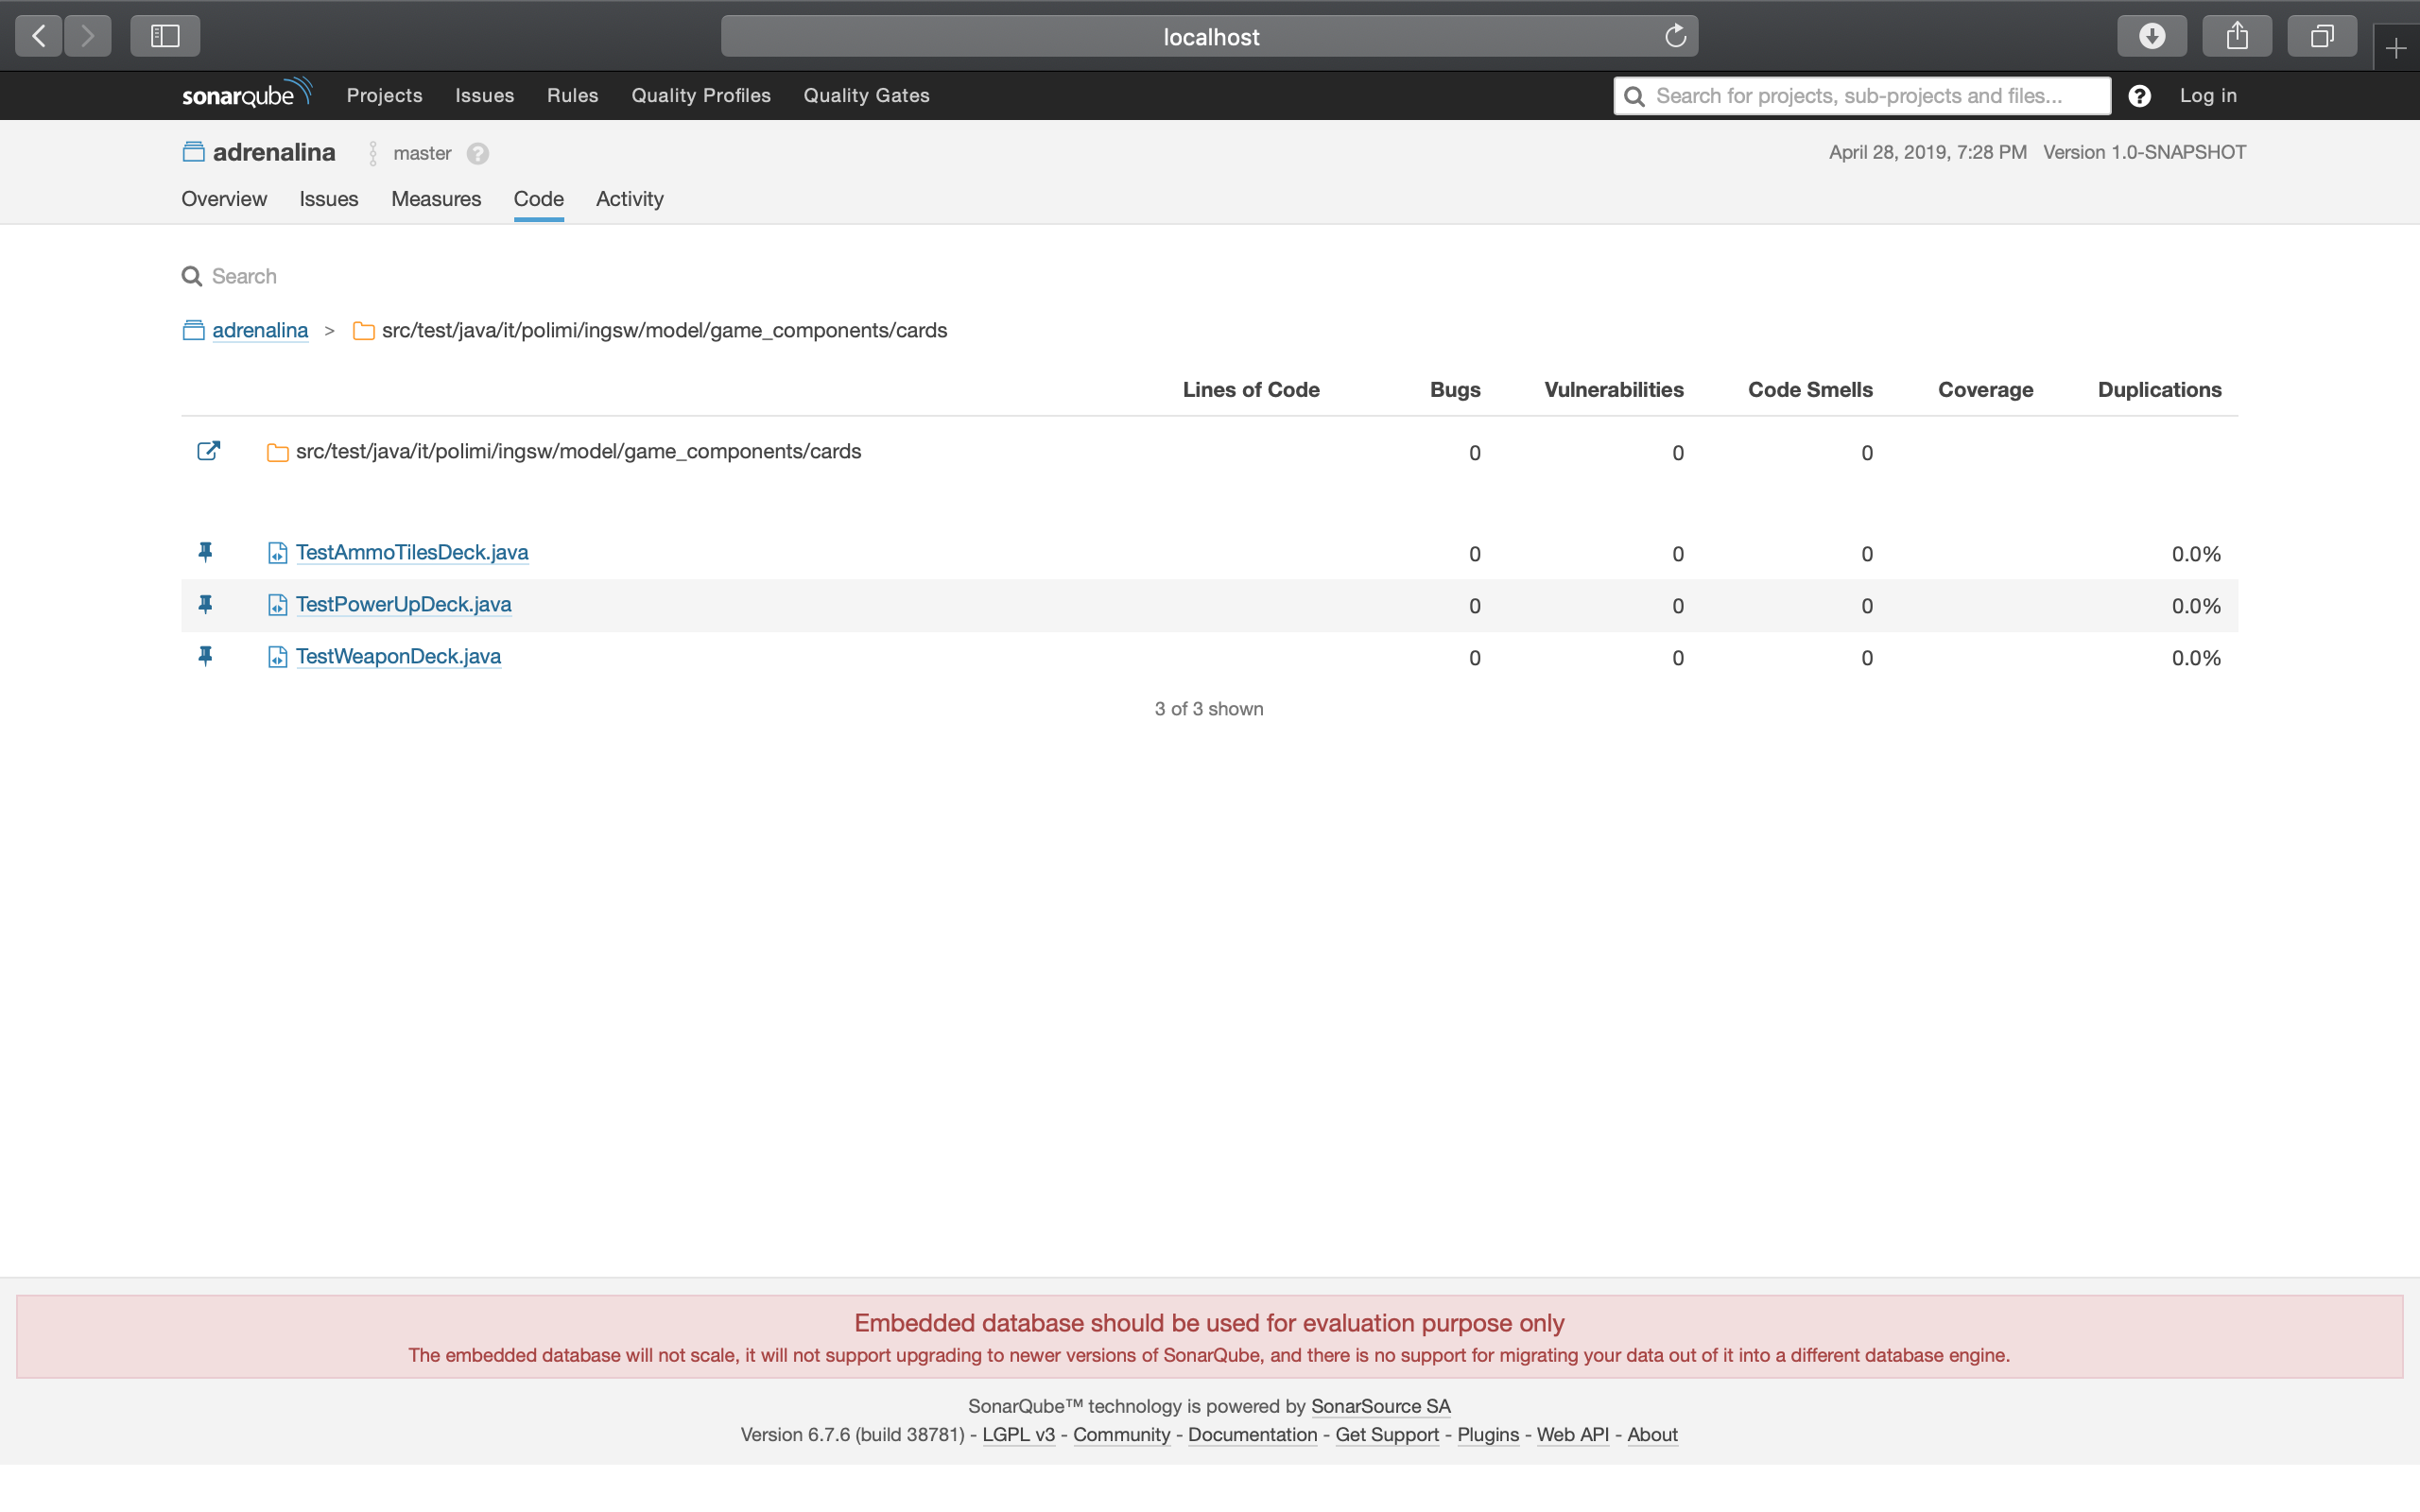 localhost
sonarqube Projects Issues Rules Quality Profiles Quality Gates Search for projects, sub-projects and files... Log in
adrenalina master April 28, 2019, 7:28 PM Version 1.0-SNAPSHOT
Overview Issues Measures Code Activity
Search
adrenalina > src/test/java/it/polimi/ingsw/model/game_components/cards
Lines of Code Bugs Vulnerabilities Code Smells Coverage Duplications
src/test/java/it/polimi/ingsw/model/game_components/cards 0 0 0
TestAmmoTilesDeck.java 0 0 0 0.0%
TestPowerUpDeck.java 0 0 0 0.0%
TestWeaponDeck.java 0 0 0 0.0%
3 of 3 shown
Embedded database should be used for evaluation purpose only
The embedded database will not scale, it will not support upgrading to newer versions of SonarQube, and there is no support for migrating your data out of it into a different database engine.
SonarQube™ technology is powered by SonarSource SA
Version 6.7.6 (build 38781) - LGPL v3 - Community - Documentation - Get Support - Plugins - Web API - About